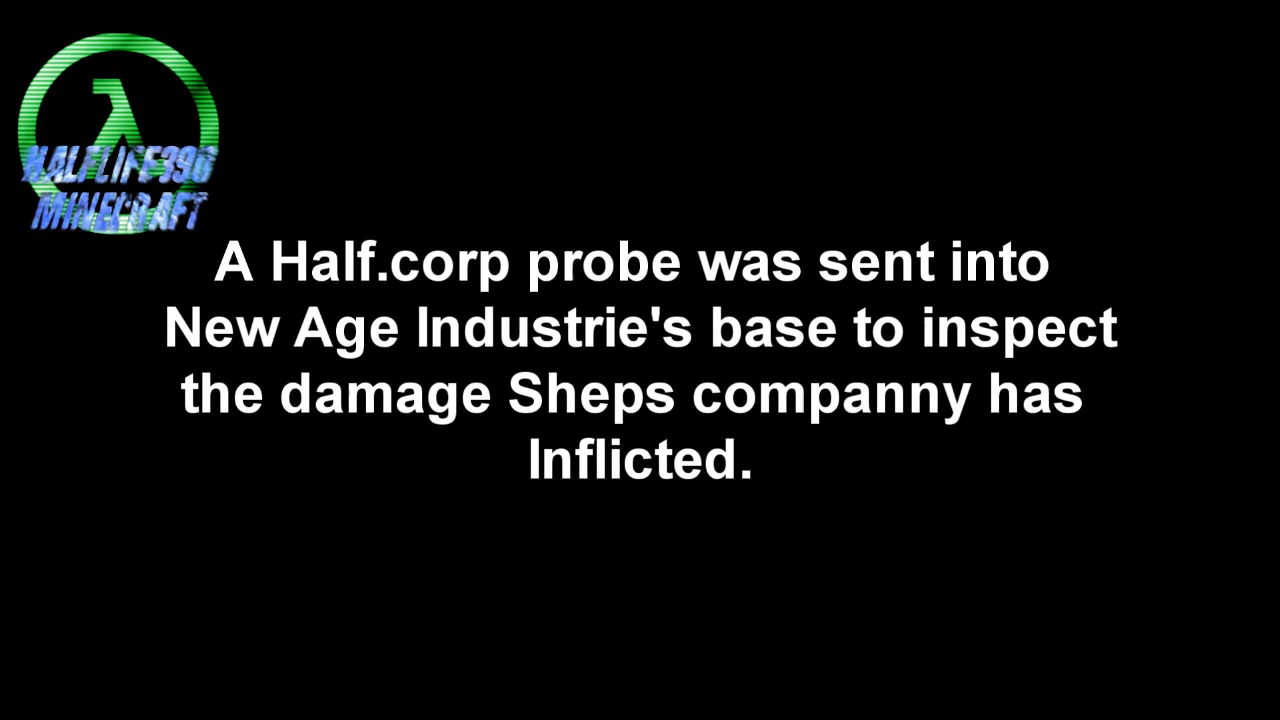 HALFLIFE390
MINECRAFT
A Half.corp probe was sent into
New Age Industrie's base to inspect
the damage Sheps companny has
Inflicted.